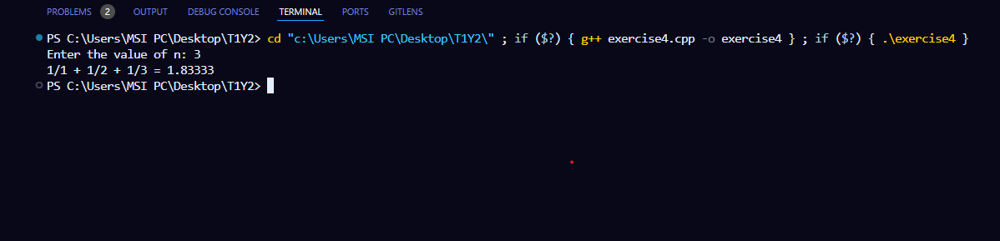 PROBLEMS 2 OUTPUT DEBUG CONSOLE TERMINAL PORTS GITLENS
PS C:\Users\MSI PC\Desktop\T1Y2> cd "c:\Users\MSI PC\Desktop\T1Y2\" ; if ($?) { g++ exercise4.cpp -o exercise4 } ; if ($?) { .\exercise4 }
Enter the value of n: 3
1/1 + 1/2 + 1/3 = 1.83333
PS C:\Users\MSI PC\Desktop\T1Y2>